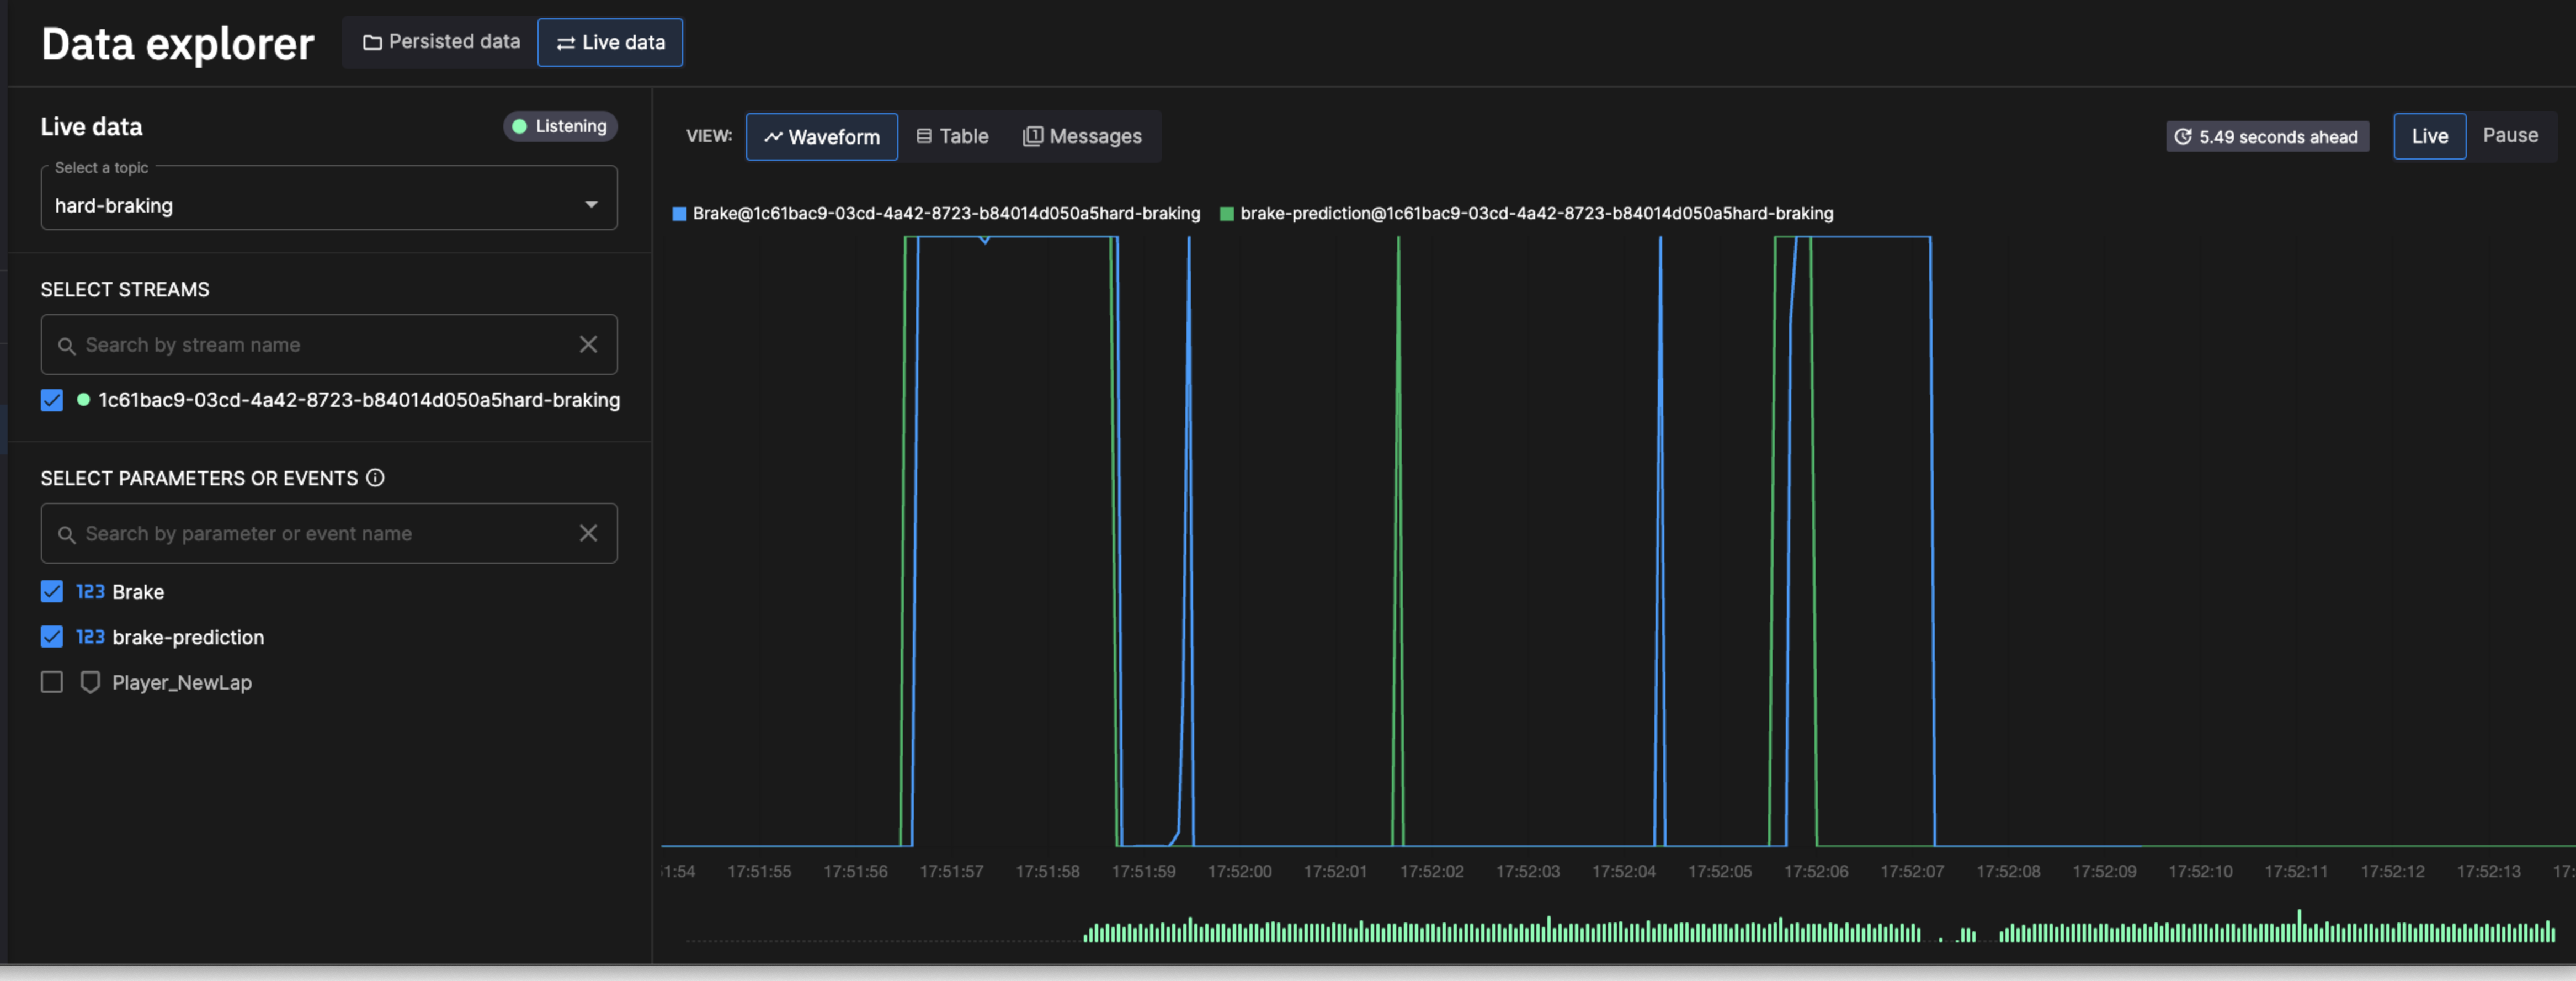 Data explorer
Persisted data
Live data
Live data
Listening
Select a topic
hard-braking
SELECT STREAMS
Search by stream name
1c61bac9-03cd-4a42-8723-b84014d050a5hard-braking
SELECT PARAMETERS OR EVENTS
Search by parameter or event name
123 Brake
123 brake-prediction
Player_NewLap
VIEW: Waveform Table Messages
5.49 seconds ahead
Live Pause
Brake@1c61bac9-03cd-4a42-8723-b84014d050a5hard-braking brake-prediction@1c61bac9-03cd-4a42-8723-b84014d050a5hard-braking
1:54 17:51:55 17:51:56 17:51:57 17:51:58 17:51:59 17:52:00 17:52:01 17:52:02 17:52:03 17:52:04 17:52:05 17:52:06 17:52:07 17:52:08 17:52:09 17:52:10 17:52:11 17:52:12 17:52:13 17: